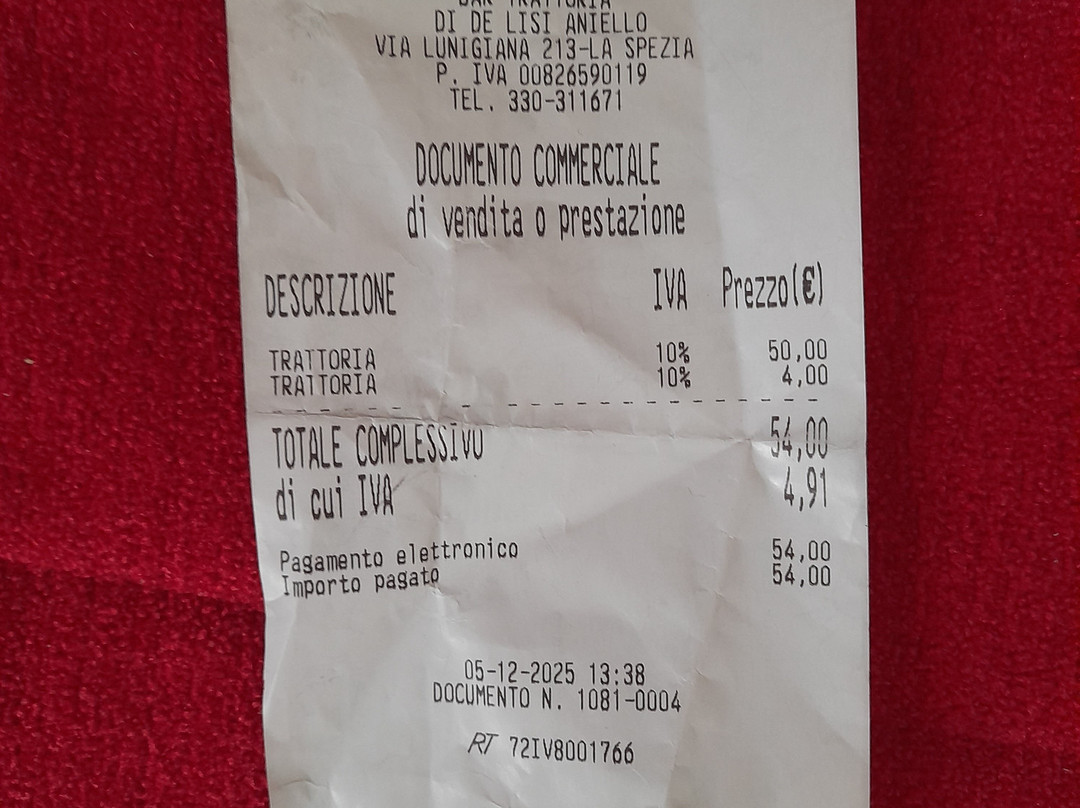 BAR TRATTORIA
DI DE LISI ANIELLO
VIA LUNIGIANA 213-LA SPEZIA
P. IVA 00826590119
TEL. 330-311671
DOCUMENTO COMMERCIALE
di vendita o prestazione
DESCRIZIONE IVA Prezzo(€)
TRATTORIA 10% 50,00
TRATTORIA 10% 4,00
TOTALE COMPLESSIVO 54,00
di cui IVA 4,91
Pagamento elettronico 54,00
Importo pagato 54,00
05-12-2025 13:38
DOCUMENTO N. 1081-0004
RT 72IV8001766